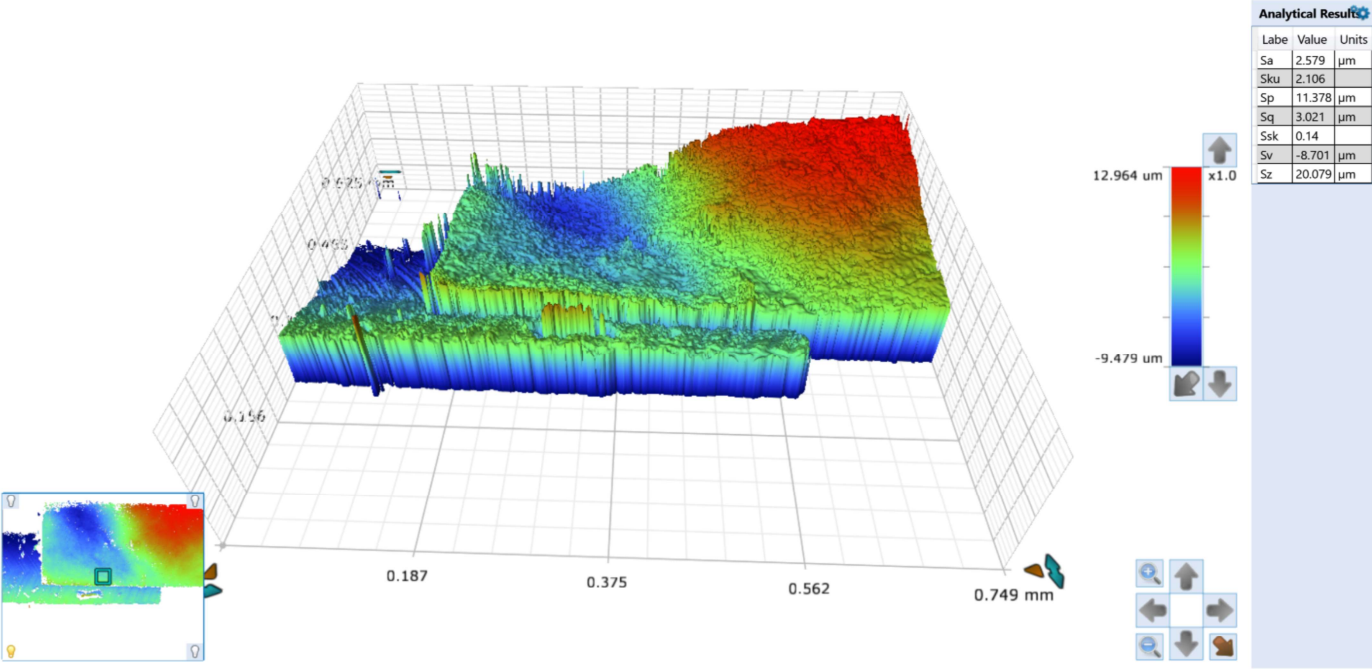 Analytical Results
Labe Value Units
Sa 2.579 µm
Sku 2.106
Sp 11.378 µm
Sq 3.021 µm
Ssk 0.14
Sv -8.701 µm
Sz 20.079 µm
12.964 um
x1.0
-9.479 um
0.156
0.187
0.375
0.562
0.749 mm